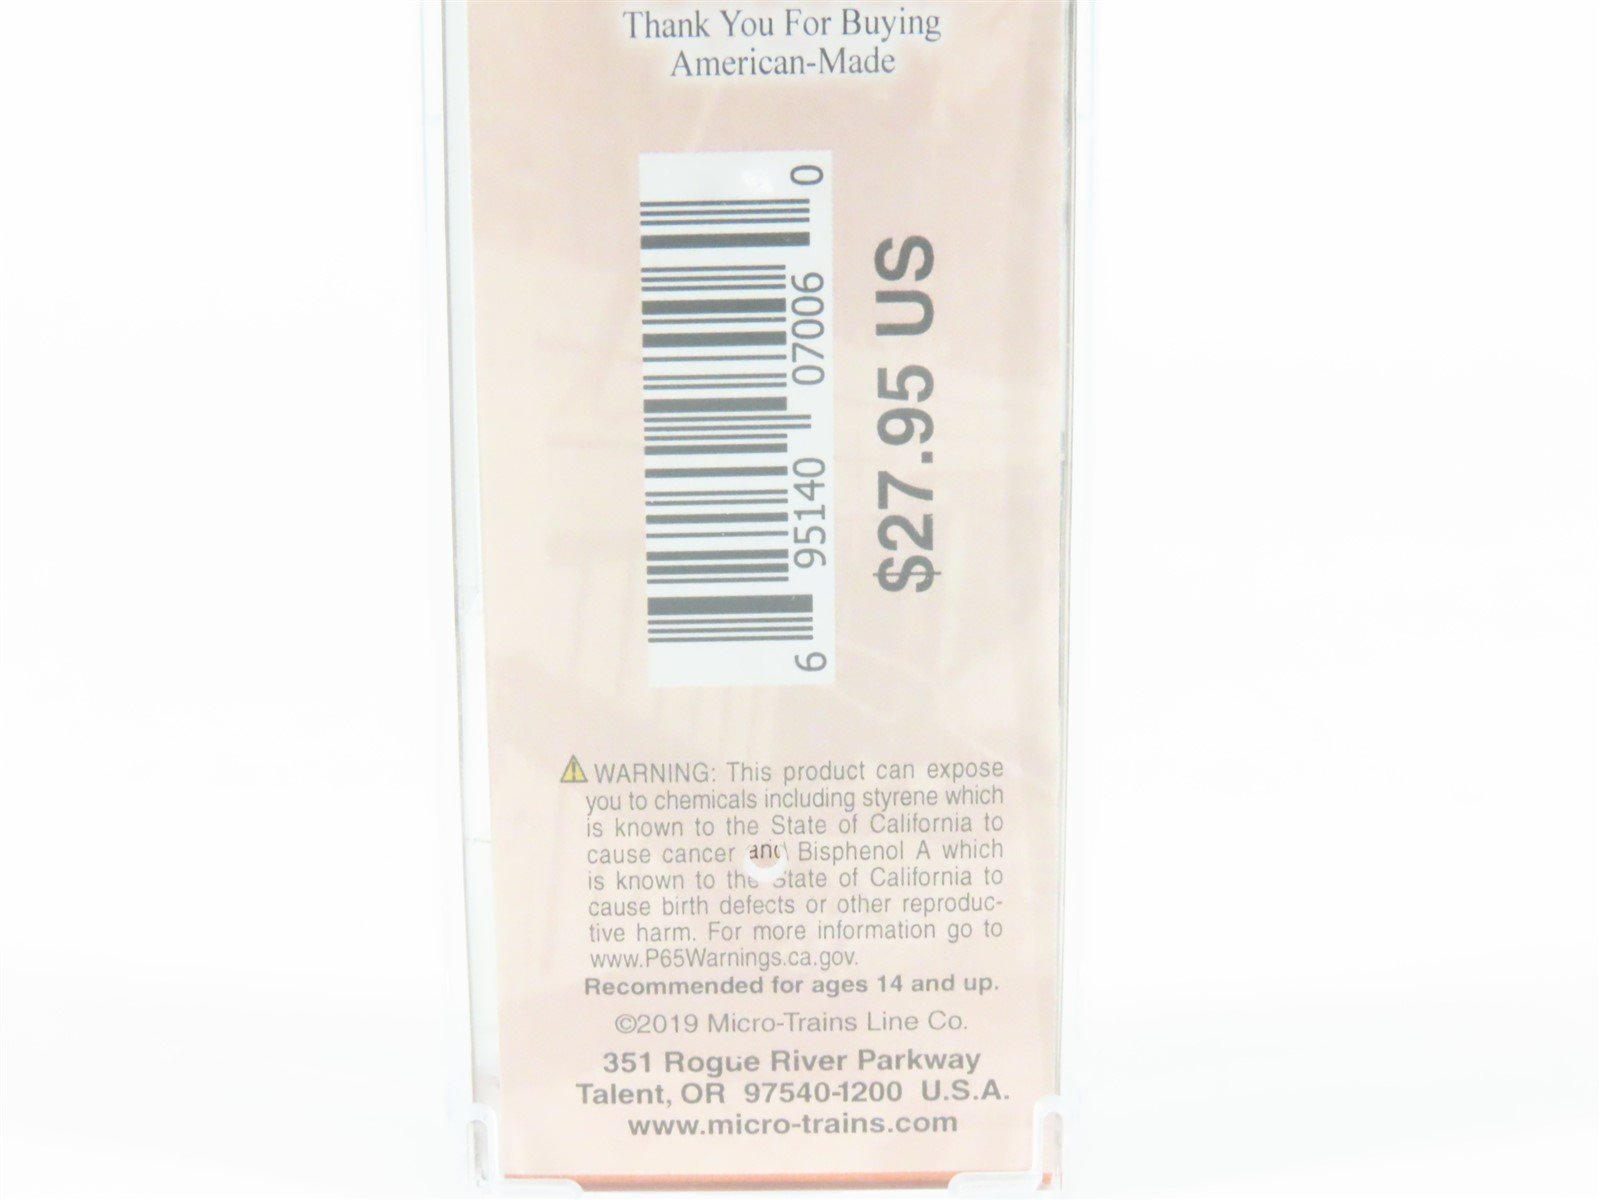 Thank You For Buying
American-Made
6 95140 07006 0
$27.95 US
WARNING: This product can expose
you to chemicals including styrene which
is known to the State of California to
cause cancer and Bisphenol A which
is known to the State of California to
cause birth defects or other reproduc-
tive harm. For more information go to
www.P65Warnings.ca.gov.
Recommended for ages 14 and up.
©2019 Micro-Trains Line Co.
351 Rogue River Parkway
Talent, OR 97540-1200 U.S.A.
www.micro-trains.com